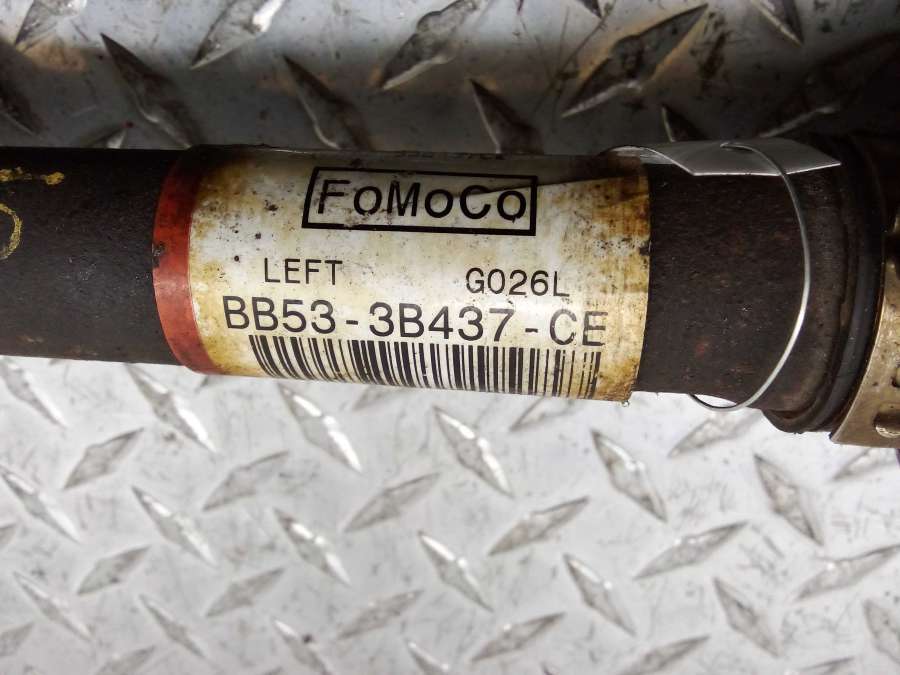 FoMoCo
LEFT G026L
BB53-3B437-CE